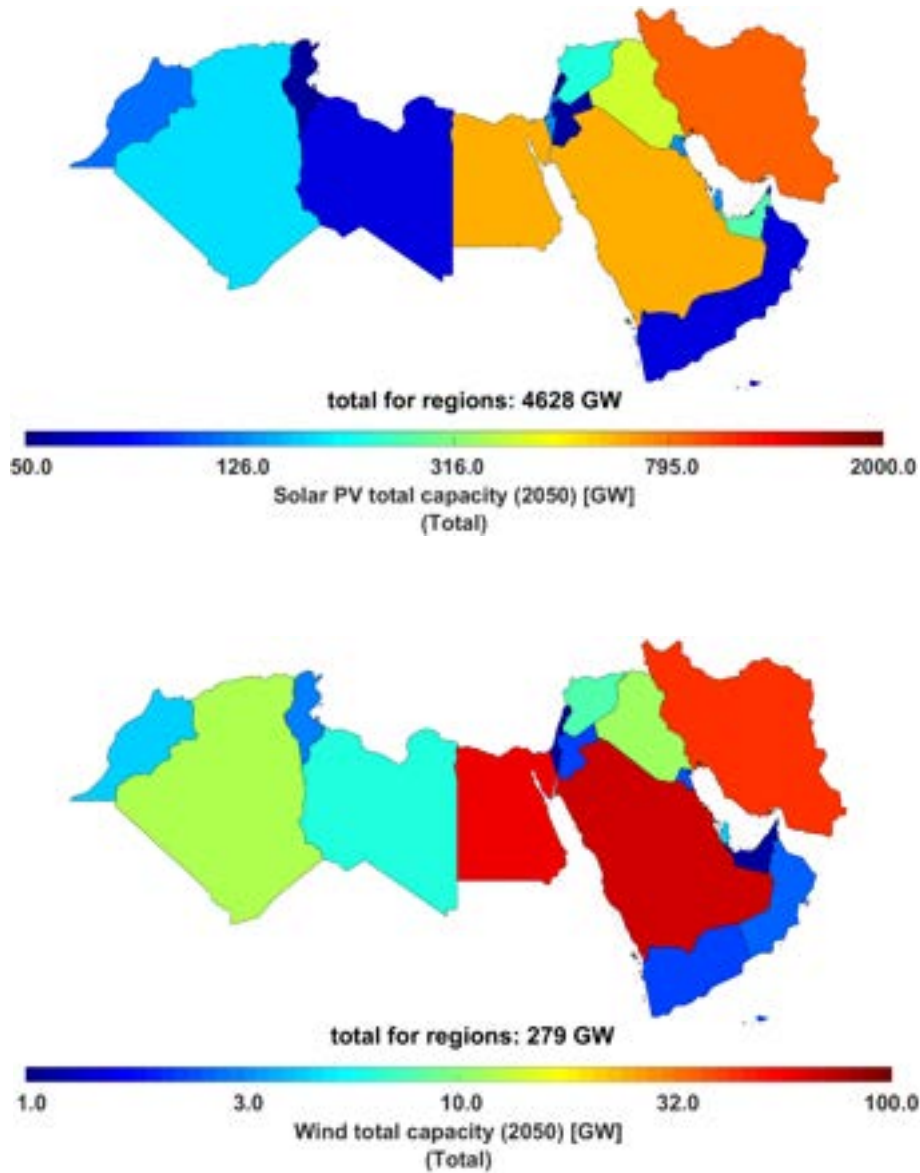 total for regions: 4628 GW
50.0 126.0 316.0 795.0 2000.0
Solar PV total capacity (2050) [GW]
(Total)
total for regions: 279 GW
1.0 3.0 10.0 32.0 100.0
Wind total capacity (2050) [GW]
(Total)